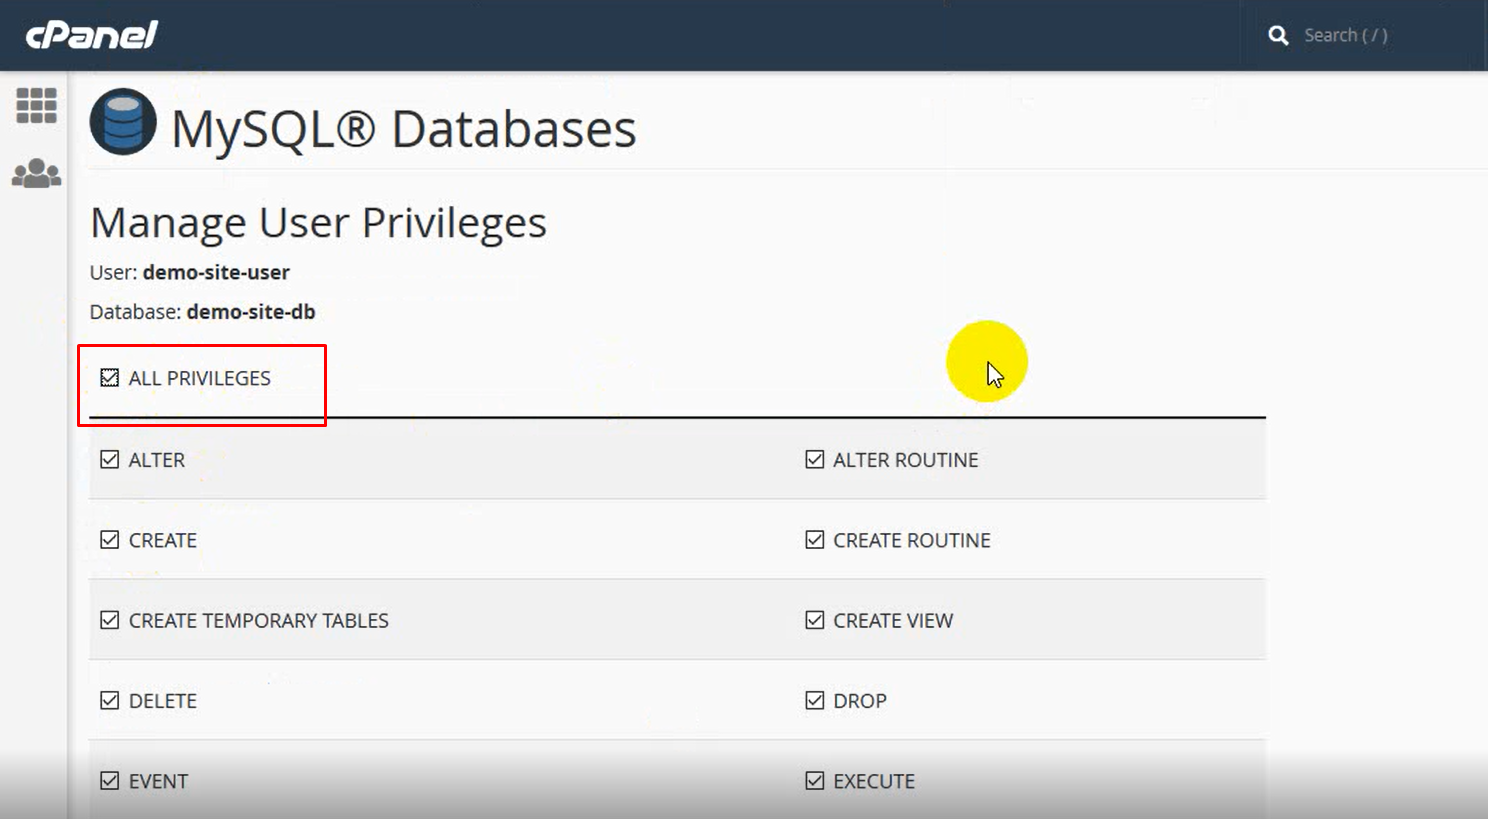 cPanel
Search ( / )
MySQL® Databases
Manage User Privileges
User: demo-site-user
Database: demo-site-db
ALL PRIVILEGES
ALTER
ALTER ROUTINE
CREATE
CREATE ROUTINE
CREATE TEMPORARY TABLES
CREATE VIEW
DELETE
DROP
EVENT
EXECUTE